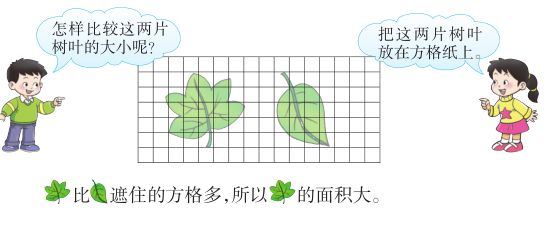 怎样比较这两片
树叶的大小呢?
把这两片树叶
放在方格纸上。
比 遮住的方格多,所以 的面积大。